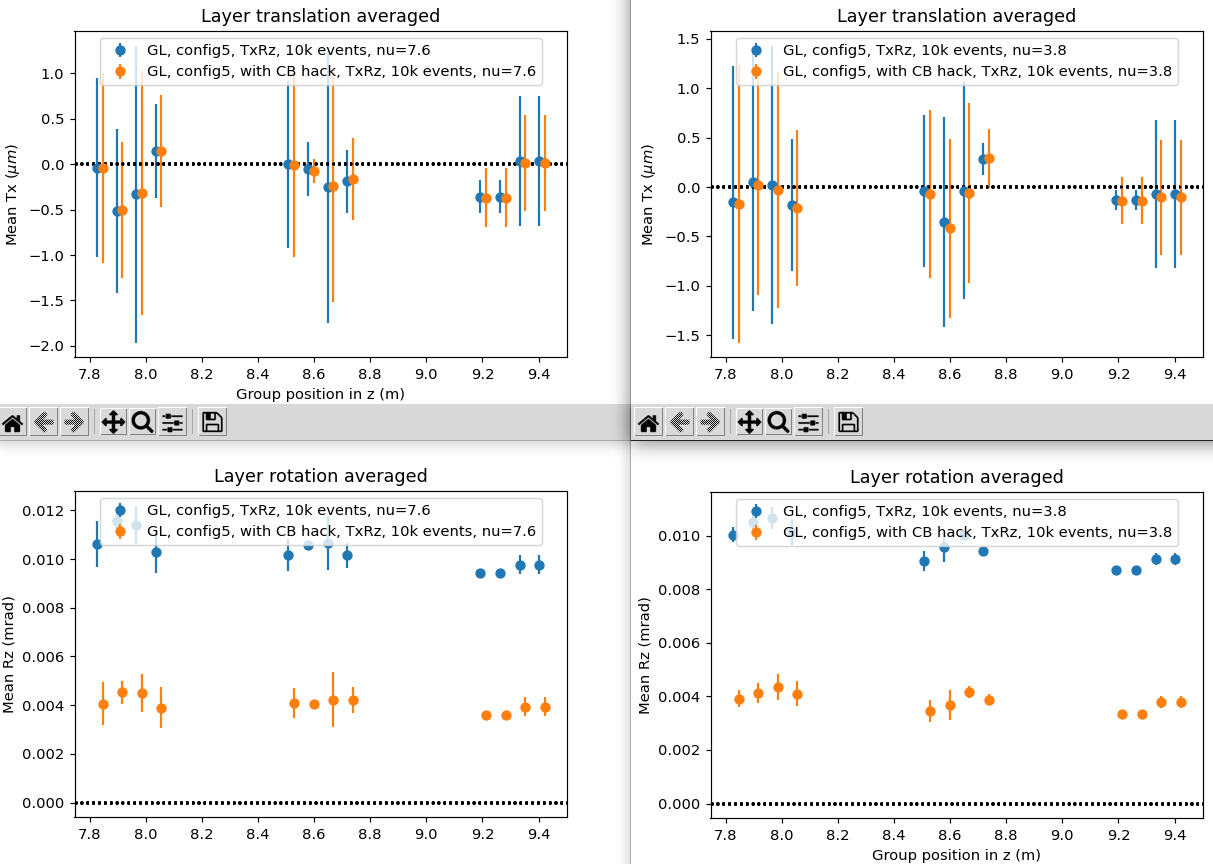 Layer translation averaged
GL, config5, TxRz, 10k events, nu=7.6
GL, config5, with CB hack, TxRz, 10k events, nu=7.6
1.0
0.5
0.0
−0.5
−1.0
−1.5
−2.0
Mean Tx (μm)
7.8 8.0 8.2 8.4 8.6 8.8 9.0 9.2 9.4
Group position in z (m)
Layer translation averaged
GL, config5, TxRz, 10k events, nu=3.8
GL, config5, with CB hack, TxRz, 10k events, nu=3.8
1.5
1.0
0.5
0.0
−0.5
−1.0
−1.5
Mean Tx (μm)
7.8 8.0 8.2 8.4 8.6 8.8 9.0 9.2 9.4
Layer rotation averaged
GL, config5, TxRz, 10k events, nu=7.6
GL, config5, with CB hack, TxRz, 10k events, nu=7.6
0.012
0.010
0.008
0.006
0.004
0.002
0.000
Mean Rz (mrad)
7.8 8.0 8.2 8.4 8.6 8.8 9.0 9.2 9.4
Layer rotation averaged
GL, config5, TxRz, 10k events, nu=3.8
GL, config5, with CB hack, TxRz, 10k events, nu=3.8
0.010
0.008
0.006
0.004
0.002
0.000
Mean Rz (mrad)
7.8 8.0 8.2 8.4 8.6 8.8 9.0 9.2 9.4
Group position in z (m)